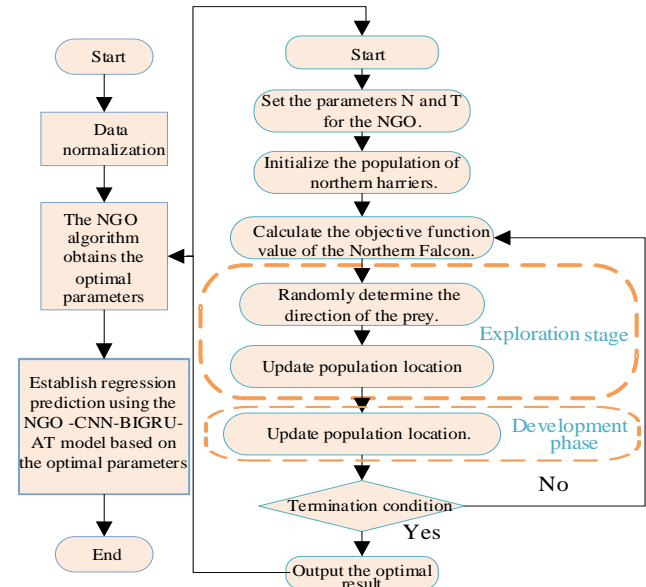 Start
Data
normalization
The NGO
algorithm
obtains the
optimal
parameters
Establish regression
prediction using the
NGO -CNN-BIGRU-
AT model based on
the optimal parameters
End
Start
Set the parameters N and T
for the NGO.
Initialize the population of
northern harriers.
Calculate the objective function
value of the Northern Falcon.
Randomly determine the
direction of the prey.
Exploration stage
Update population location
Update population location.
Development
phase
No
Termination condition
Yes
Output the optimal
result